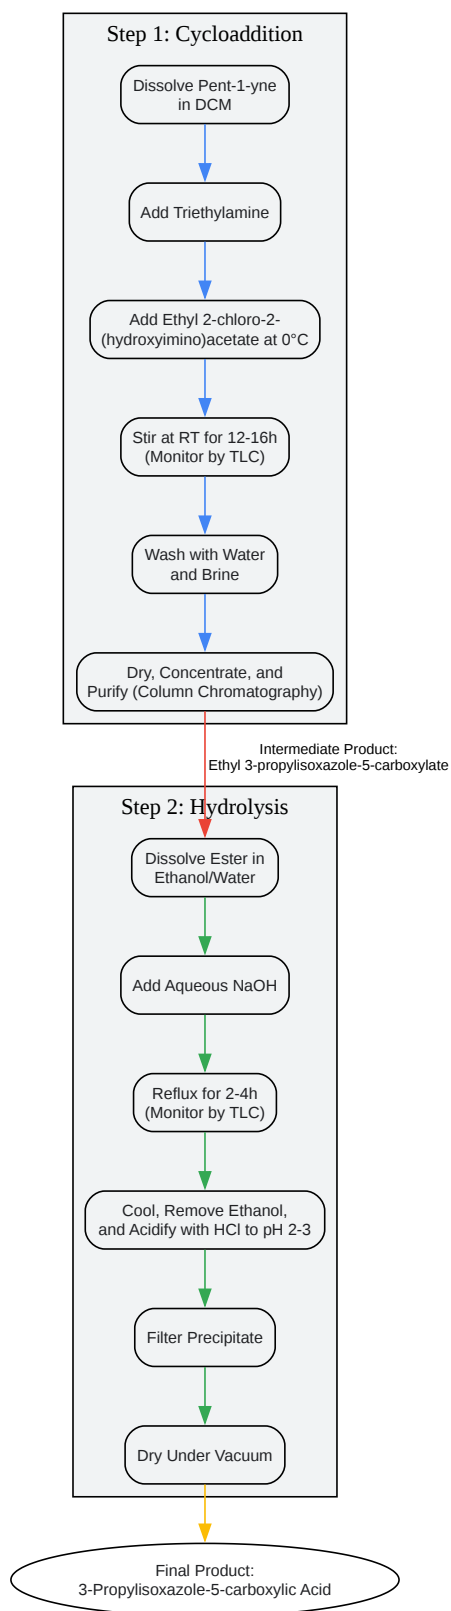 Step 1: Cycloaddition
Dissolve Pent-1-yne
in DCM
Add Triethylamine
Add Ethyl 2-chloro-2-
(hydroxyimino)acetate at 0°C
Stir at RT for 12-16h
(Monitor by TLC)
Wash with Water
and Brine
Dry, Concentrate, and
Purify (Column Chromatography)
Intermediate Product:
Ethyl 3-propylisoxazole-5-carboxylate
Step 2: Hydrolysis
Dissolve Ester in
Ethanol/Water
Add Aqueous NaOH
Reflux for 2-4h
(Monitor by TLC)
Cool, Remove Ethanol,
and Acidify with HCl to pH 2-3
Filter Precipitate
Dry Under Vacuum
Final Product:
3-Propylisoxazole-5-carboxylic Acid